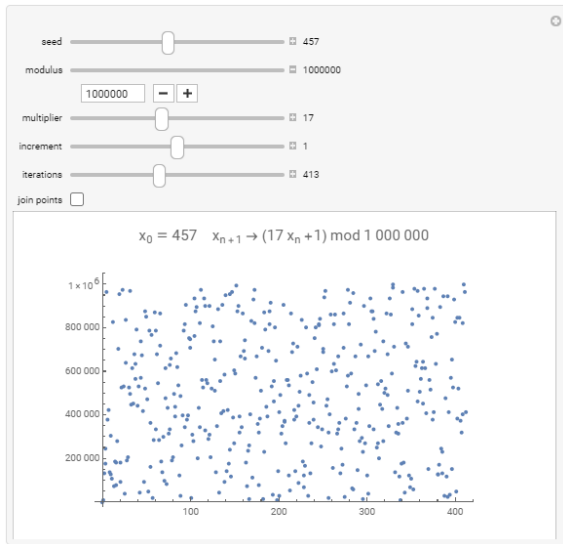 seed 457
modulus 1000000
1000000 − +
multiplier 17
increment 1
iterations 413
join points
x₀ = 457 xₙ₊₁ → (17 xₙ +1) mod 1 000 000
1 × 10⁶
800 000
600 000
400 000
200 000
100 200 300 400